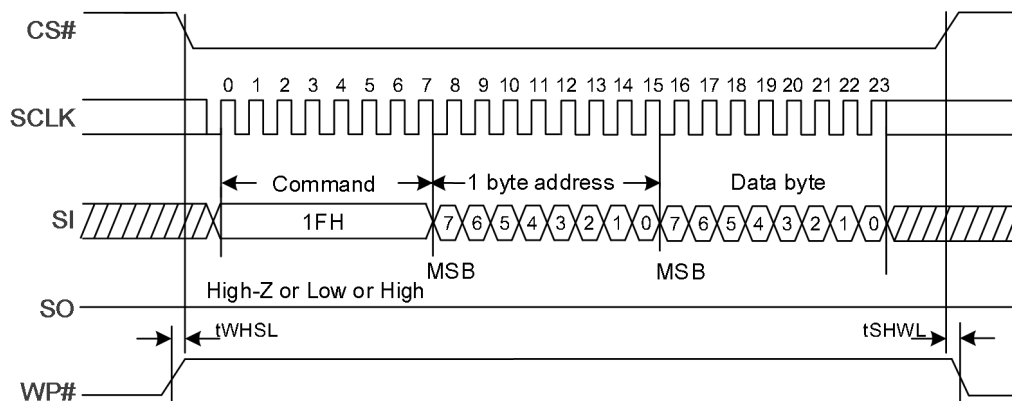 CS#
0 1 2 3 4 5 6 7 8 9 10 11 12 13 14 15 16 17 18 19 20 21 22 23
SCLK
Command 1 byte address Data byte
SI 1FH 7 6 5 4 3 2 1 0 7 6 5 4 3 2 1 0
MSB MSB
High-Z or Low or High
SO
tWHSL tSHWL
WP#